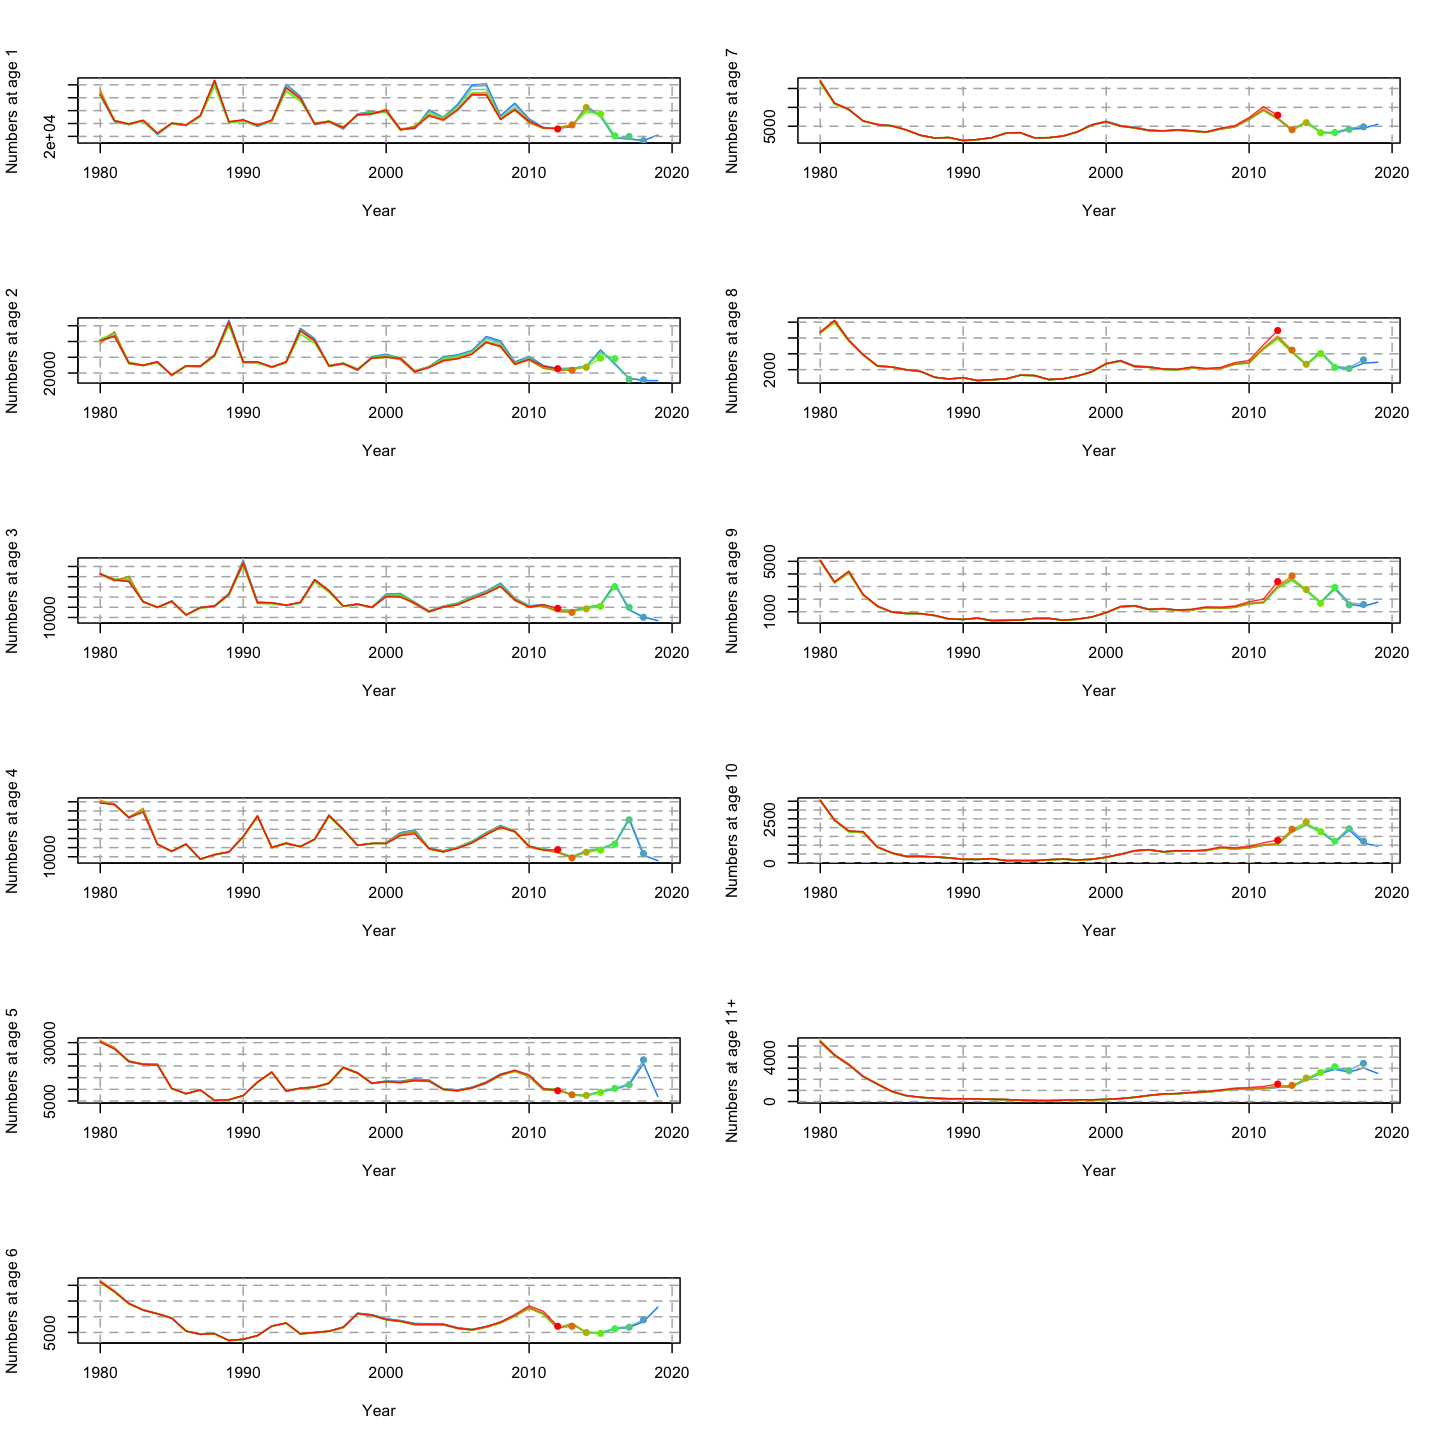 Numbers at age 1
2e+04
1980 1990 2000 2010 2020
Year
Numbers at age 7
5000
1980 1990 2000 2010 2020
Year
Numbers at age 2
20000
1980 1990 2000 2010 2020
Year
Numbers at age 8
2000
1980 1990 2000 2010 2020
Year
Numbers at age 3
10000
1980 1990 2000 2010 2020
Year
Numbers at age 9
1000 5000
1980 1990 2000 2010 2020
Year
Numbers at age 4
10000
1980 1990 2000 2010 2020
Year
Numbers at age 10
0 2500
1980 1990 2000 2010 2020
Year
Numbers at age 5
5000 30000
1980 1990 2000 2010 2020
Year
Numbers at age 11+
0 4000
1980 1990 2000 2010 2020
Year
Numbers at age 6
5000
1980 1990 2000 2010 2020
Year